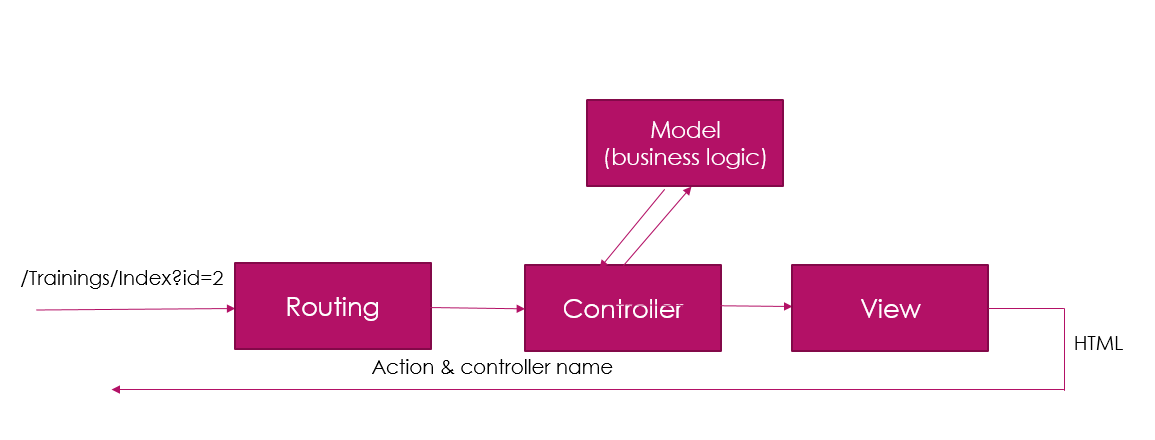 Model
(business logic)
/Trainings/Index?id=2
Routing
Controller
View
HTML
Action & controller name